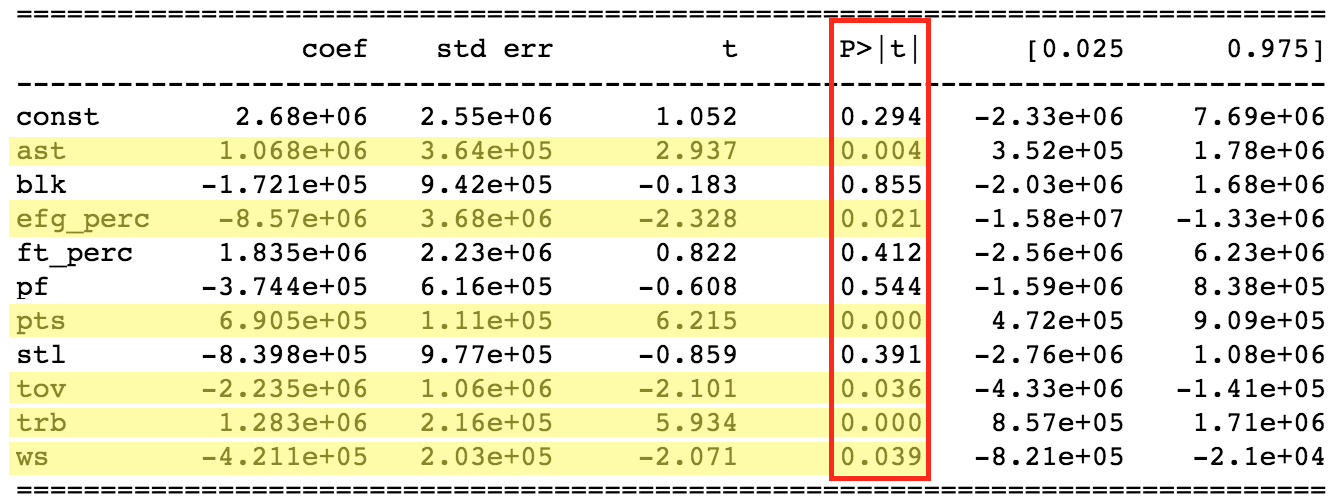 coef std err t P>|t| [0.025 0.975]
const 2.68e+06 2.55e+06 1.052 0.294 -2.33e+06 7.69e+06
ast 1.068e+06 3.64e+05 2.937 0.004 3.52e+05 1.78e+06
blk -1.721e+05 9.42e+05 -0.183 0.855 -2.03e+06 1.68e+06
efg_perc -8.57e+06 3.68e+06 -2.328 0.021 -1.58e+07 -1.33e+06
ft_perc 1.835e+06 2.23e+06 0.822 0.412 -2.56e+06 6.23e+06
pf -3.744e+05 6.16e+05 -0.608 0.544 -1.59e+06 8.38e+05
pts 6.905e+05 1.11e+05 6.215 0.000 4.72e+05 9.09e+05
stl -8.398e+05 9.77e+05 -0.859 0.391 -2.76e+06 1.08e+06
tov -2.235e+06 1.06e+06 -2.101 0.036 -4.33e+06 -1.41e+05
trb 1.283e+06 2.16e+05 5.934 0.000 8.57e+05 1.71e+06
ws -4.211e+05 2.03e+05 -2.071 0.039 -8.21e+05 -2.1e+04